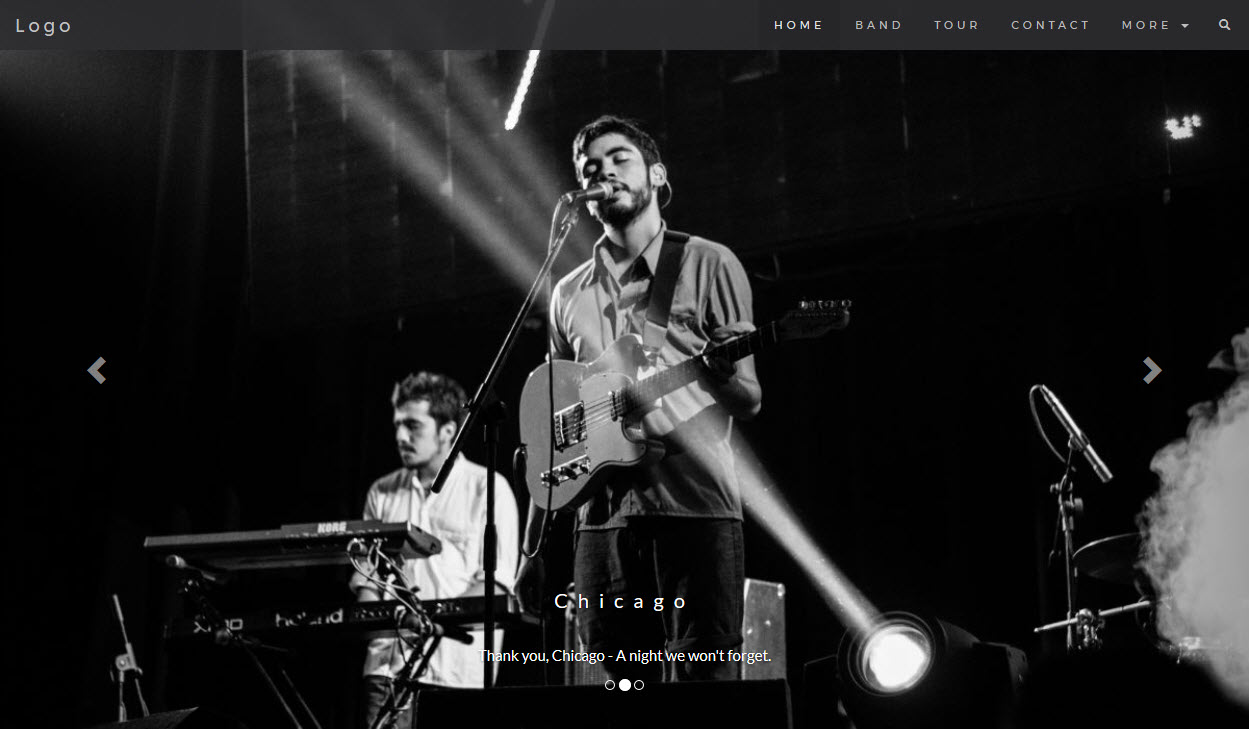 Logo
HOME BAND TOUR CONTACT MORE
KORG
Roland
Chicago
Thank you, Chicago - A night we won't forget.